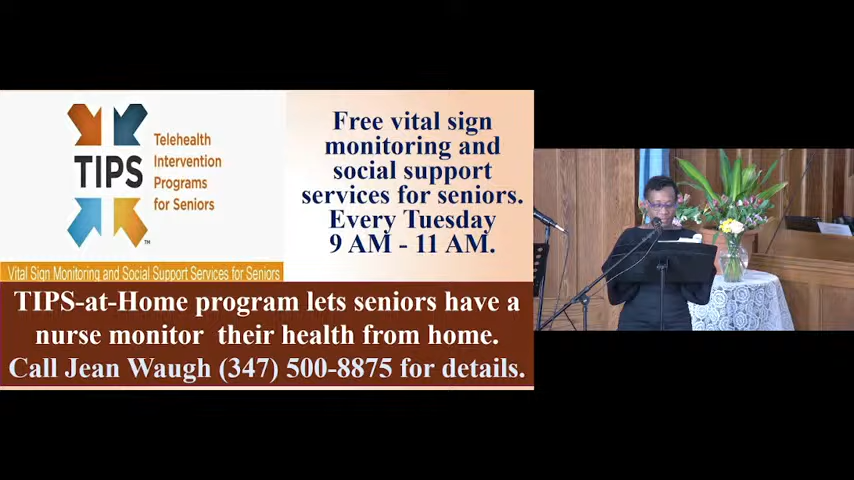 TIPS
Telehealth
Intervention
Programs
for Seniors
TM
Vital Sign Monitoring and Social Support Services for Seniors
Free vital sign
monitoring and
social support
services for seniors.
Every Tuesday
9 AM - 11 AM.
TIPS-at-Home program lets seniors have a
nurse monitor their health from home.
Call Jean Waugh (347) 500-8875 for details.